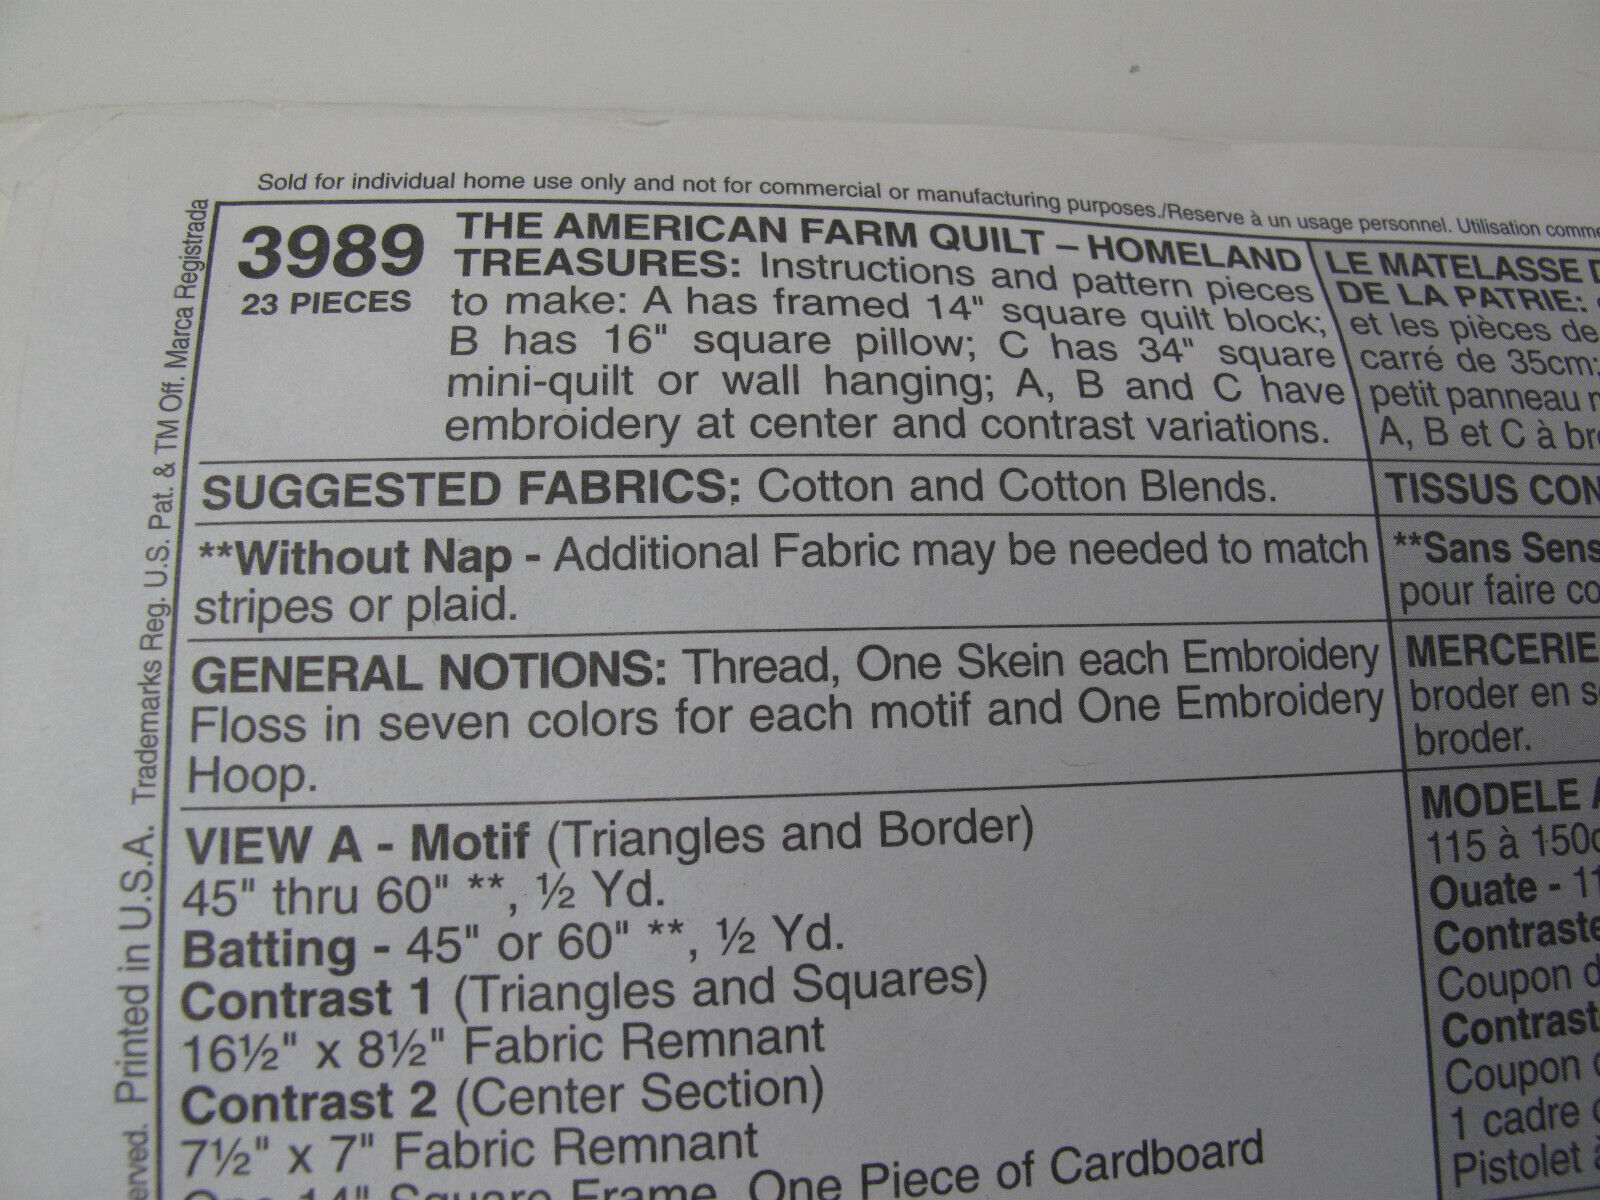 Sold for individual home use only and not for commercial or manufacturing purposes./Reserve à un usage personnel. Utilisation
3989
23 PIECES
THE AMERICAN FARM QUILT – HOMELAND
TREASURES: Instructions and pattern pieces
to make: A has framed 14" square quilt block;
B has 16" square pillow; C has 34" square
mini-quilt or wall hanging; A, B and C have
embroidery at center and contrast variations.
SUGGESTED FABRICS: Cotton and Cotton Blends.
**Without Nap - Additional Fabric may be needed to match
stripes or plaid.
GENERAL NOTIONS: Thread, One Skein each Embroidery
Floss in seven colors for each motif and One Embroidery
Hoop.
VIEW A - Motif (Triangles and Border)
45" thru 60" **, ½ Yd.
Batting - 45" or 60" **, ½ Yd.
Contrast 1 (Triangles and Squares)
16½" x 8½" Fabric Remnant
Contrast 2 (Center Section)
7½" x 7" Fabric Remnant
One 14" Square Frame, One Piece of Cardboard
LE MATELASSE
DE LA PATRIE:
et les pièces de
carré de 35cm;
petit panneau
A, B et C à
TISSUS
**Sans
pour faire
MERCERIE
broder en
broder.
MODELE
115 à
Ouate -
Coupon
Coupon
1 cadre
Pistolet
Printed in U.S.A. Trademarks Reg. U.S. Pat. & TM Off. Marca Registrada